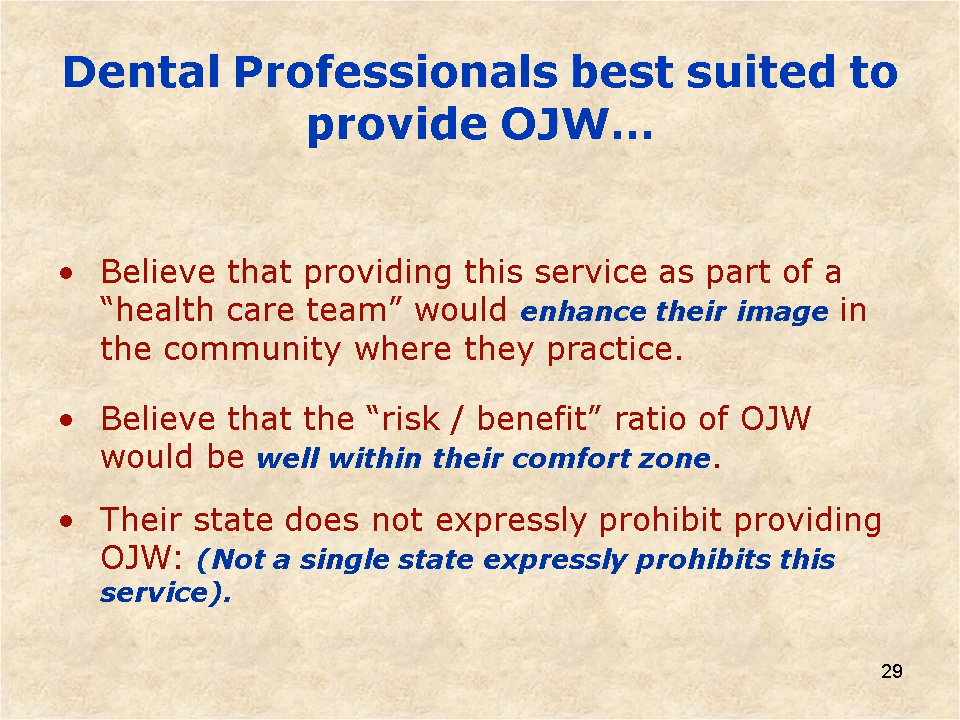 Dental Professionals best suited to
provide OJW...
• Believe that providing this service as part of a
“health care team” would enhance their image in
the community where they practice.
• Believe that the “risk / benefit” ratio of OJW
would be well within their comfort zone.
• Their state does not expressly prohibit providing
OJW: (Not a single state expressly prohibits this
service).
29